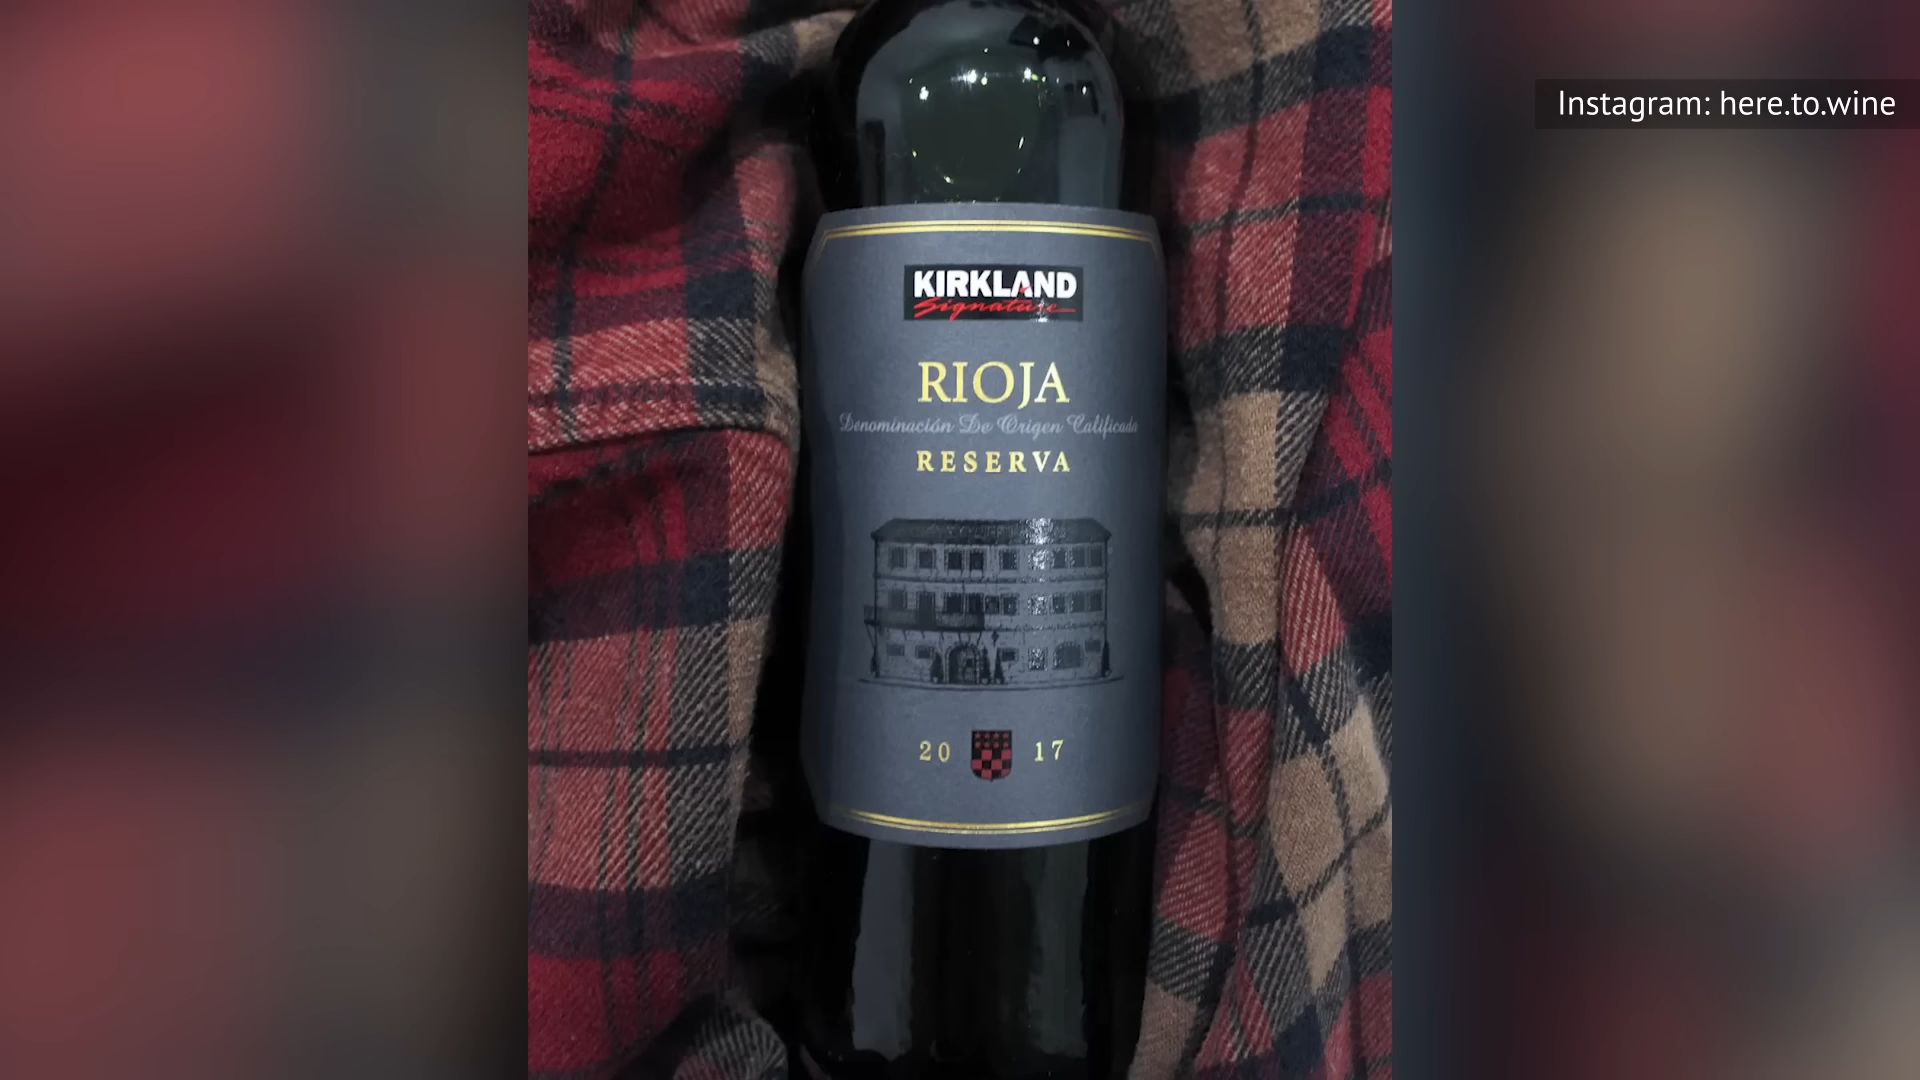 Instagram: here.to.wine
KIRKLAND
Signature
RIOJA
Denominación De Origen Calificada
RESERVA
20 17